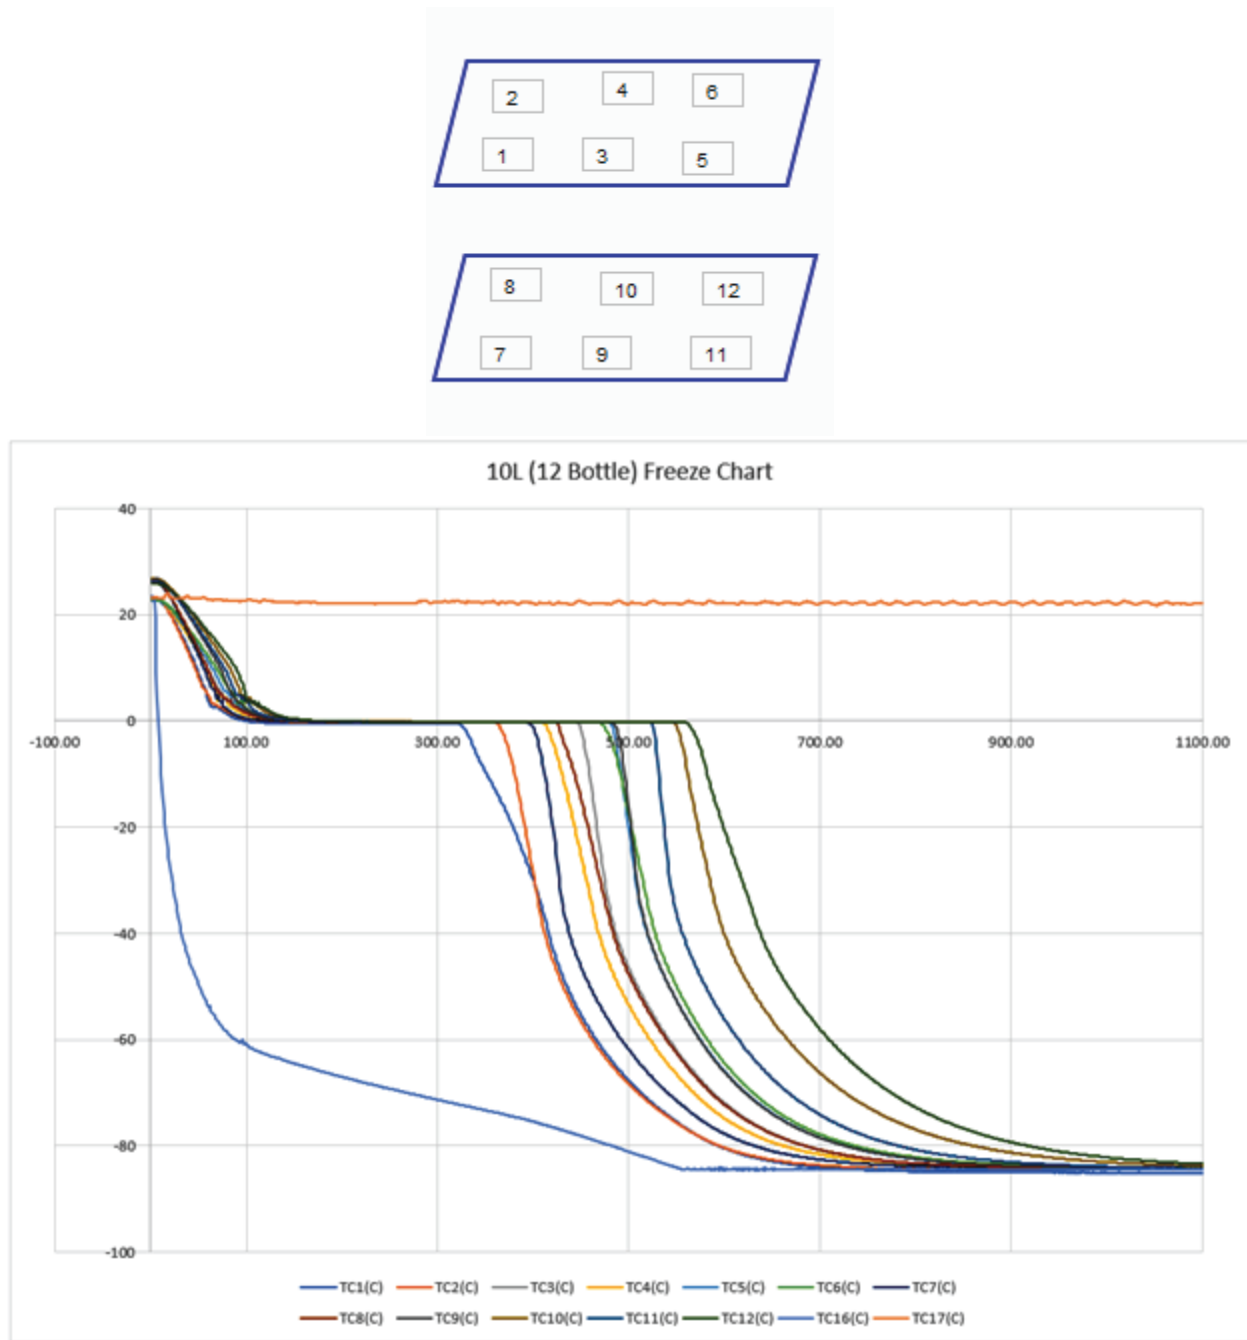 2 4 6
1 3 5
8 10 12
7 9 11
10L (12 Bottle) Freeze Chart
40
20
0
-100.00 100.00 300.00 500.00 700.00 900.00 1100.00
-20
-40
-60
-80
-100
TC1(C) TC2(C) TC3(C) TC4(C) TC5(C) TC6(C) TC7(C)
TC8(C) TC9(C) TC10(C) TC11(C) TC12(C) TC16(C) TC17(C)